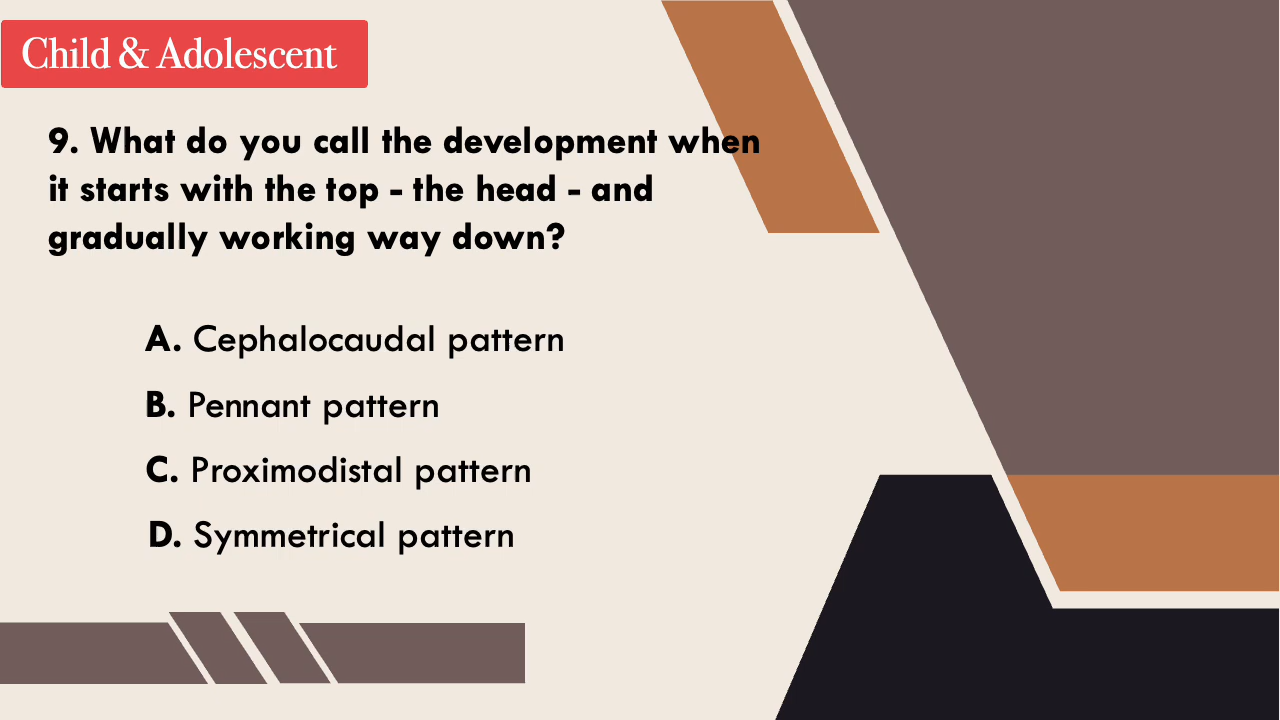 Child & Adolescent
9. What do you call the development when
it starts with the top - the head - and
gradually working way down?
A. Cephalocaudal pattern
B. Pennant pattern
C. Proximodistal pattern
D. Symmetrical pattern